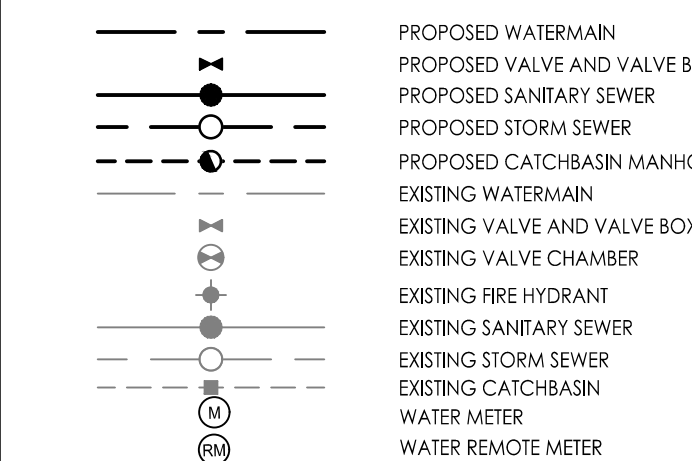 PROPOSED WATERMAIN
PROPOSED VALVE AND VALVE B
PROPOSED SANITARY SEWER
PROPOSED STORM SEWER
PROPOSED CATCHBASIN MANHO
EXISTING WATERMAIN
EXISTING VALVE AND VALVE BOX
EXISTING VALVE CHAMBER
EXISTING FIRE HYDRANT
EXISTING SANITARY SEWER
EXISTING STORM SEWER
EXISTING CATCHBASIN
M WATER METER
RM WATER REMOTE METER